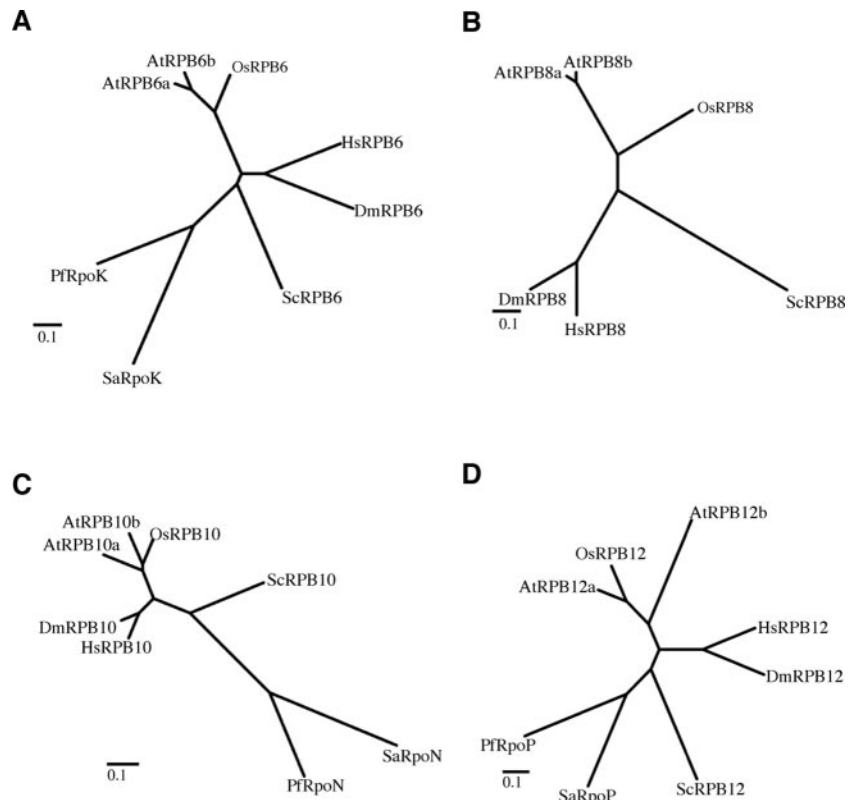 A
AtRPB6b
OsRPB6
AtRPB6a
HsRPB6
DmRPB6
PfRpoK
ScRPB6
0.1
SaRpoK
B
AtRPB8b
AtRPB8a
OsRPB8
DmRPB8
ScRPB8
0.1
HsRPB8
C
AtRPB10b
OsRPB10
AtRPB10a
ScRPB10
DmRPB10
HsRPB10
SaRpoN
0.1
PfRpoN
D
AtRPB12b
OsRPB12
AtRPB12a
HsRPB12
DmRPB12
PfRpoP
0.1
ScRPB12
SaRpoP